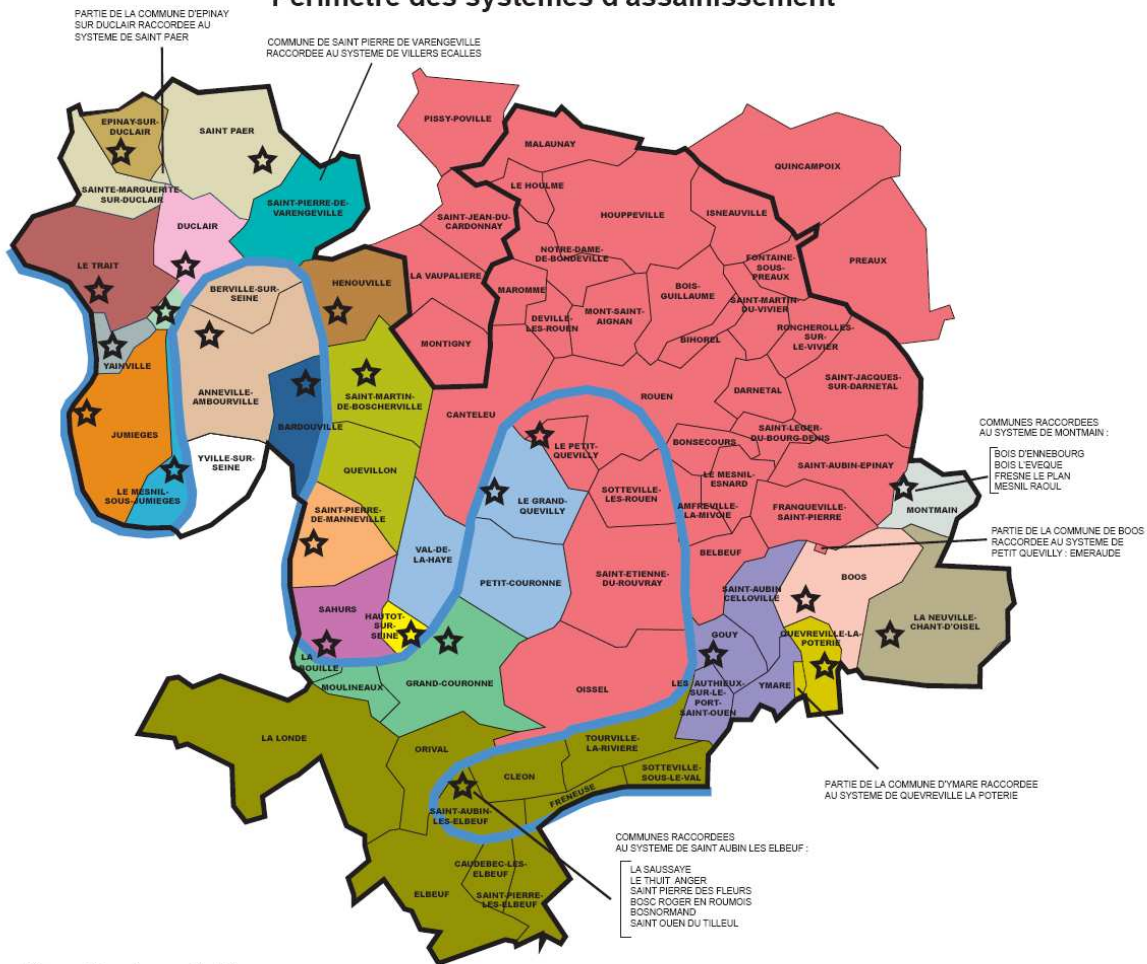 Périmètre des systèmes d'assainissement
PARTIE DE LA COMMUNE D'EPINAY
SUR DUCLAIR RACCORDEE AU
SYSTEME DE SAINT PAER
COMMUNE DE SAINT PIERRE DE VARENGEVILLE
RACCORDEE AU SYSTEME DE VILLERS ECALLES
EPINAY-SUR-
DUCLAIR
SAINT PAER
SAINTE-MARGUERITE-
SUR-DUCLAIR
DUCLAIR
SAINT-PIERRE-DE-
VARENGEVILLE
LE TRAIT
BERVILLE-SUR-
SEINE
HENOUVILLE
YAINVILLE
ANNEVILLE-
AMBOURVILLE
BARDOUVILLE
SAINT-MARTIN-
DE-BOSCHERVILLE
JUMIEGES
YVILLE-SUR-
SEINE
LE MESNIL-
SOUS-JUMIEGES
QUEVILLON
SAINT-PIERRE-
DE-MANNEVILLE
PISSY-POVILLE
MALAUNAY
QUINCAMPOIX
LE HOULME
HOUPPEVILLE
ISNEAUVILLE
SAINT-JEAN-DU-
CARDONNAY
NOTRE-DAME-
DE-BONDEVILLE
FONTAINE-
SOUS-
PREAUX
PREAUX
LA VAUPALIERE
MAROMME
BOIS-
GUILLAUME
SAINT-MARTIN-
DU-VIVIER
DEVILLE-
LES-ROUEN
MONT-SAINT-
AIGNAN
RONCHEROLLES-
SUR-
LE-VIVIER
MONTIGNY
BIHOREL
SAINT-JACQUES-
SUR-DARNETAL
CANTELEU
ROUEN
DARNETAL
SAINT-LEGER-
DU-BOURG-DENIS
LE PETIT-
QUEVILLY
BONSECOURS
SAINT-AUBIN-EPINAY
LE GRAND-
QUEVILLY
SOTTEVILLE-
LES-ROUEN
LE MESNIL-
ESNARD
AMFREVILLE-
LA-MIVOIE
FRANQUEVILLE-
SAINT-PIERRE
COMMUNES RACCORDEES
AU SYSTEME DE MONTMAIN :
BOIS D'ENNEBOURG
BOIS L'EVEQUE
FRESNE LE PLAN
MESNIL RAOUL
MONTMAIN
PARTIE DE LA COMMUNE DE BOOS
RACCORDEE AU SYSTEME DE
PETIT QUEVILLY : EMERAUDE
VAL-DE-
LA-HAYE
PETIT-COURONNE
SAINT-ETIENNE-
DU-ROUVRAY
BELBEUF
SAINT-AUBIN
CELLOVILLE
BOOS
LA NEUVILLE-
CHANT-D'OISEL
SAHURS
HAUTOT-
SUR-
SEINE
GOUY
QUEVREVILLE-LA-
POTERIE
LA
BOUILLE
MOULINEAUX
GRAND-COURONNE
OISSEL
LES AUTHIEUX-
SUR-LE-
PORT-
SAINT-OUEN
YMARE
LA LONDE
ORIVAL
TOURVILLE-
LA-RIVIERE
CLEON
SOTTEVILLE-
SOUS-LE-VAL
FRENEUSE
SAINT-AUBIN-
LES-ELBEUF
PARTIE DE LA COMMUNE D'YMARE RACCORDEE
AU SYSTEME DE QUEVREVILLE LA POTERIE
CAUDEBEC-LES-
ELBEUF
ELBEUF
SAINT-PIERRE-
LES-ELBEUF
COMMUNES RACCORDEES
AU SYSTEME DE SAINT AUBIN LES ELBEUF :
LA SAUSSAYE
LE THUIT ANGER
SAINT PIERRE DES FLEURS
BOSC ROGER EN ROUMOIS
BOSNORMAND
SAINT OUEN DU TILLEUL